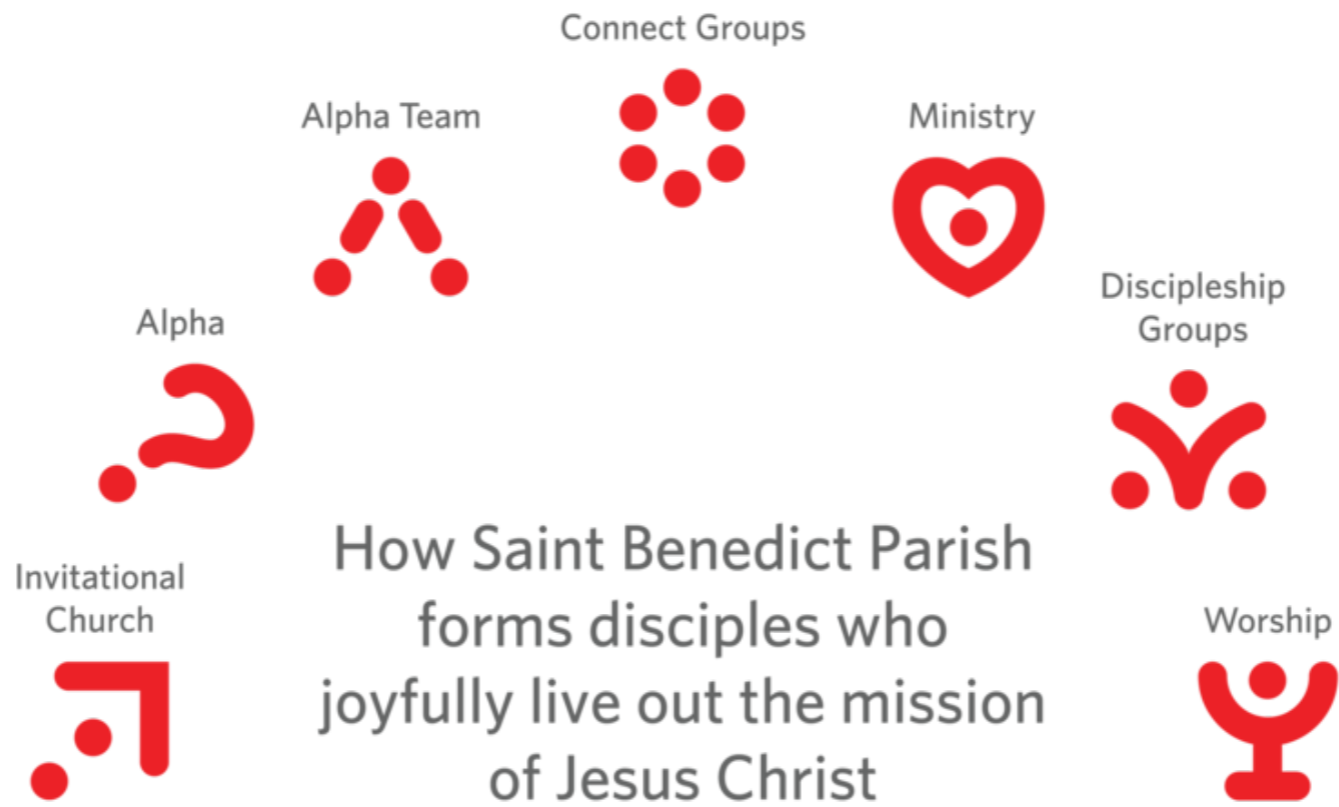 Connect Groups
Alpha Team
Ministry
Discipleship
Groups
Alpha
Invitational
Church
Worship
How Saint Benedict Parish
forms disciples who
joyfully live out the mission
of Jesus Christ